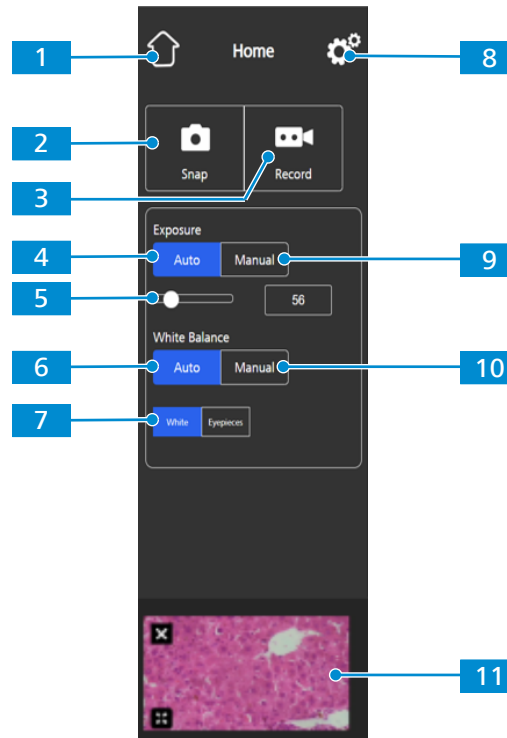 1 Home 8
2
Snap Record
3
Exposure
4 Auto Manual 9
5 56
White Balance
6 Auto Manual 10
7 White Eyepieces
11